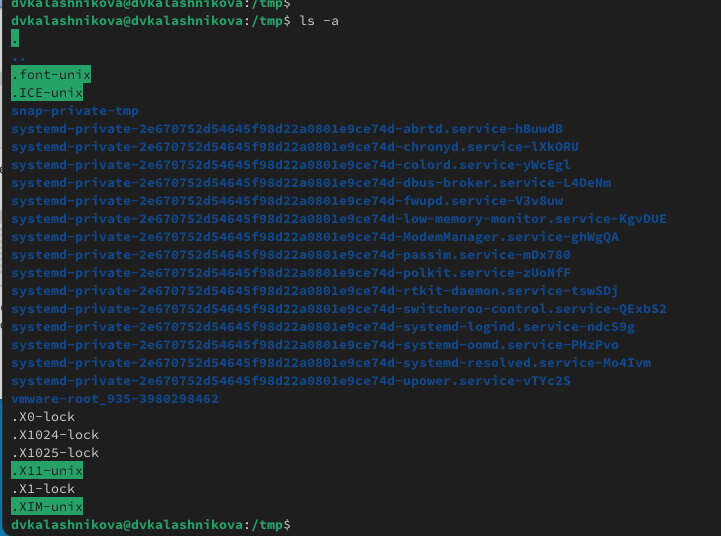 dvkalashnikova@dvkalashnikova:/tmp$
dvkalashnikova@dvkalashnikova:/tmp$ ls -a
.
..
.font-unix
.ICE-unix
snap-private-tmp
systemd-private-2e670752d54645f98d22a0801e9ce74d-abrtd.service-hBuwdB
systemd-private-2e670752d54645f98d22a0801e9ce74d-chronyd.service-lXkORU
systemd-private-2e670752d54645f98d22a0801e9ce74d-colord.service-yWcEgl
systemd-private-2e670752d54645f98d22a0801e9ce74d-dbus-broker.service-L4DeNm
systemd-private-2e670752d54645f98d22a0801e9ce74d-fwupd.service-V3v8uw
systemd-private-2e670752d54645f98d22a0801e9ce74d-low-memory-monitor.service-KgvDUE
systemd-private-2e670752d54645f98d22a0801e9ce74d-ModemManager.service-ghWgQA
systemd-private-2e670752d54645f98d22a0801e9ce74d-passim.service-mDx780
systemd-private-2e670752d54645f98d22a0801e9ce74d-polkit.service-zUoNfF
systemd-private-2e670752d54645f98d22a0801e9ce74d-rtkit-daemon.service-tswSDj
systemd-private-2e670752d54645f98d22a0801e9ce74d-switcheroo-control.service-QExbS2
systemd-private-2e670752d54645f98d22a0801e9ce74d-systemd-logind.service-ndcS9g
systemd-private-2e670752d54645f98d22a0801e9ce74d-systemd-oomd.service-PHzPvo
systemd-private-2e670752d54645f98d22a0801e9ce74d-systemd-resolved.service-Mo4Ivm
systemd-private-2e670752d54645f98d22a0801e9ce74d-upower.service-vTYc2S
vmware-root_935-3980298462
.X0-lock
.X1024-lock
.X1025-lock
.X11-unix
.X1-lock
.XIM-unix
dvkalashnikova@dvkalashnikova:/tmp$